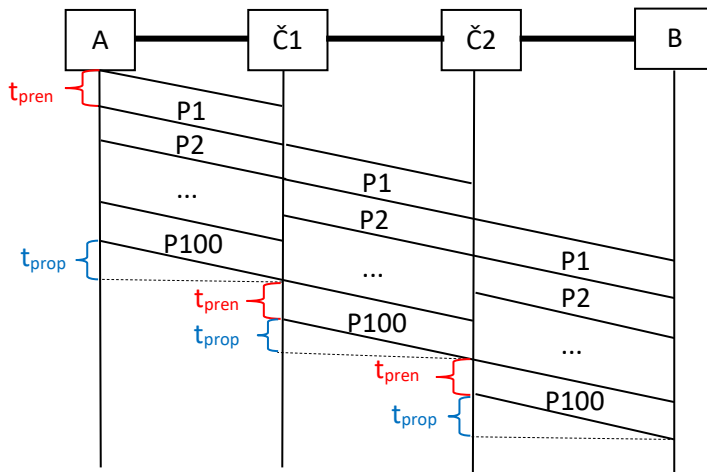 A Č1 Č2 B
tpren
P1
P2 P1
... P2
tprop P100 P1
tpren ... P2
tprop P100
tpren ...
tprop P100